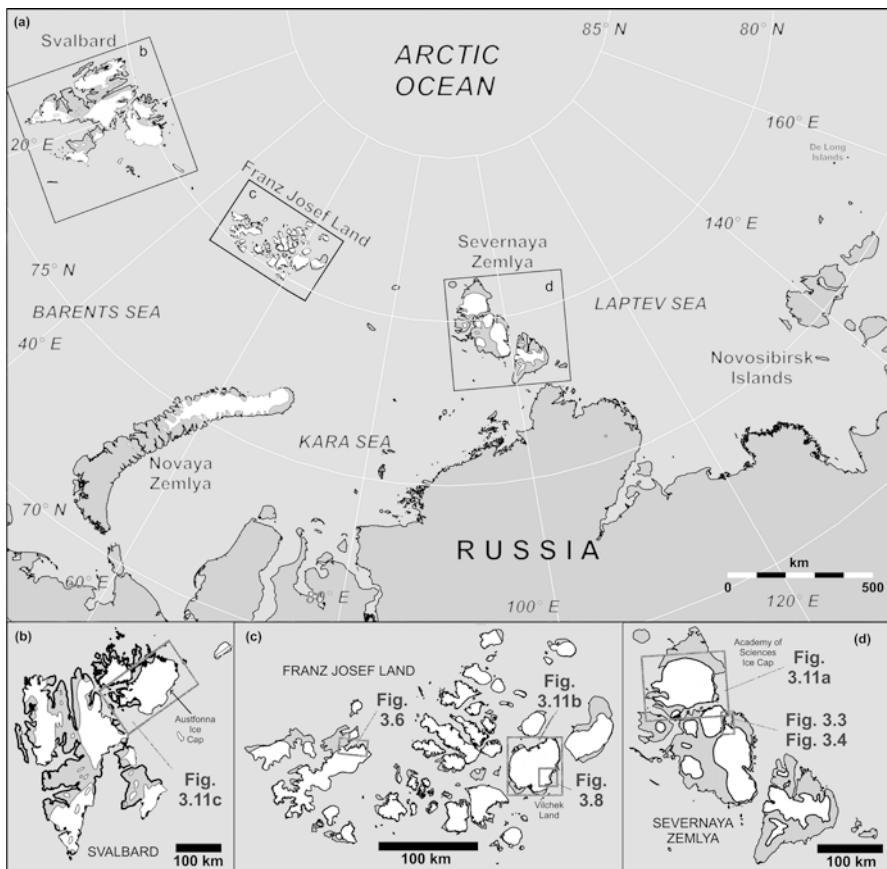 (a)
Svalbard
b
85° N
80° N
ARCTIC
OCEAN
20° E
160° E
De Long
Islands
Franz Josef Land
c
Severnaya
Zemlya
d
140° E
75° N
BARENTS SEA
LAPTEV SEA
40° E
Novosibirsk
Islands
KARA SEA
Novaya
Zemlya
70° N
RUSSIA
km
0 500
60° E
80° E
100° E
120° E
(b)
Austfonna
Ice
Cap
Fig.
3.11c
SVALBARD
100 km
(c)
FRANZ JOSEF LAND
Fig.
3.6
Fig.
3.11b
Vilchek
Land
Fig.
3.8
100 km
(d)
Academy of
Sciences
Ice Cap
Fig.
3.11a
Fig. 3.3
Fig. 3.4
SEVERNAYA
ZEMLYA
100 km